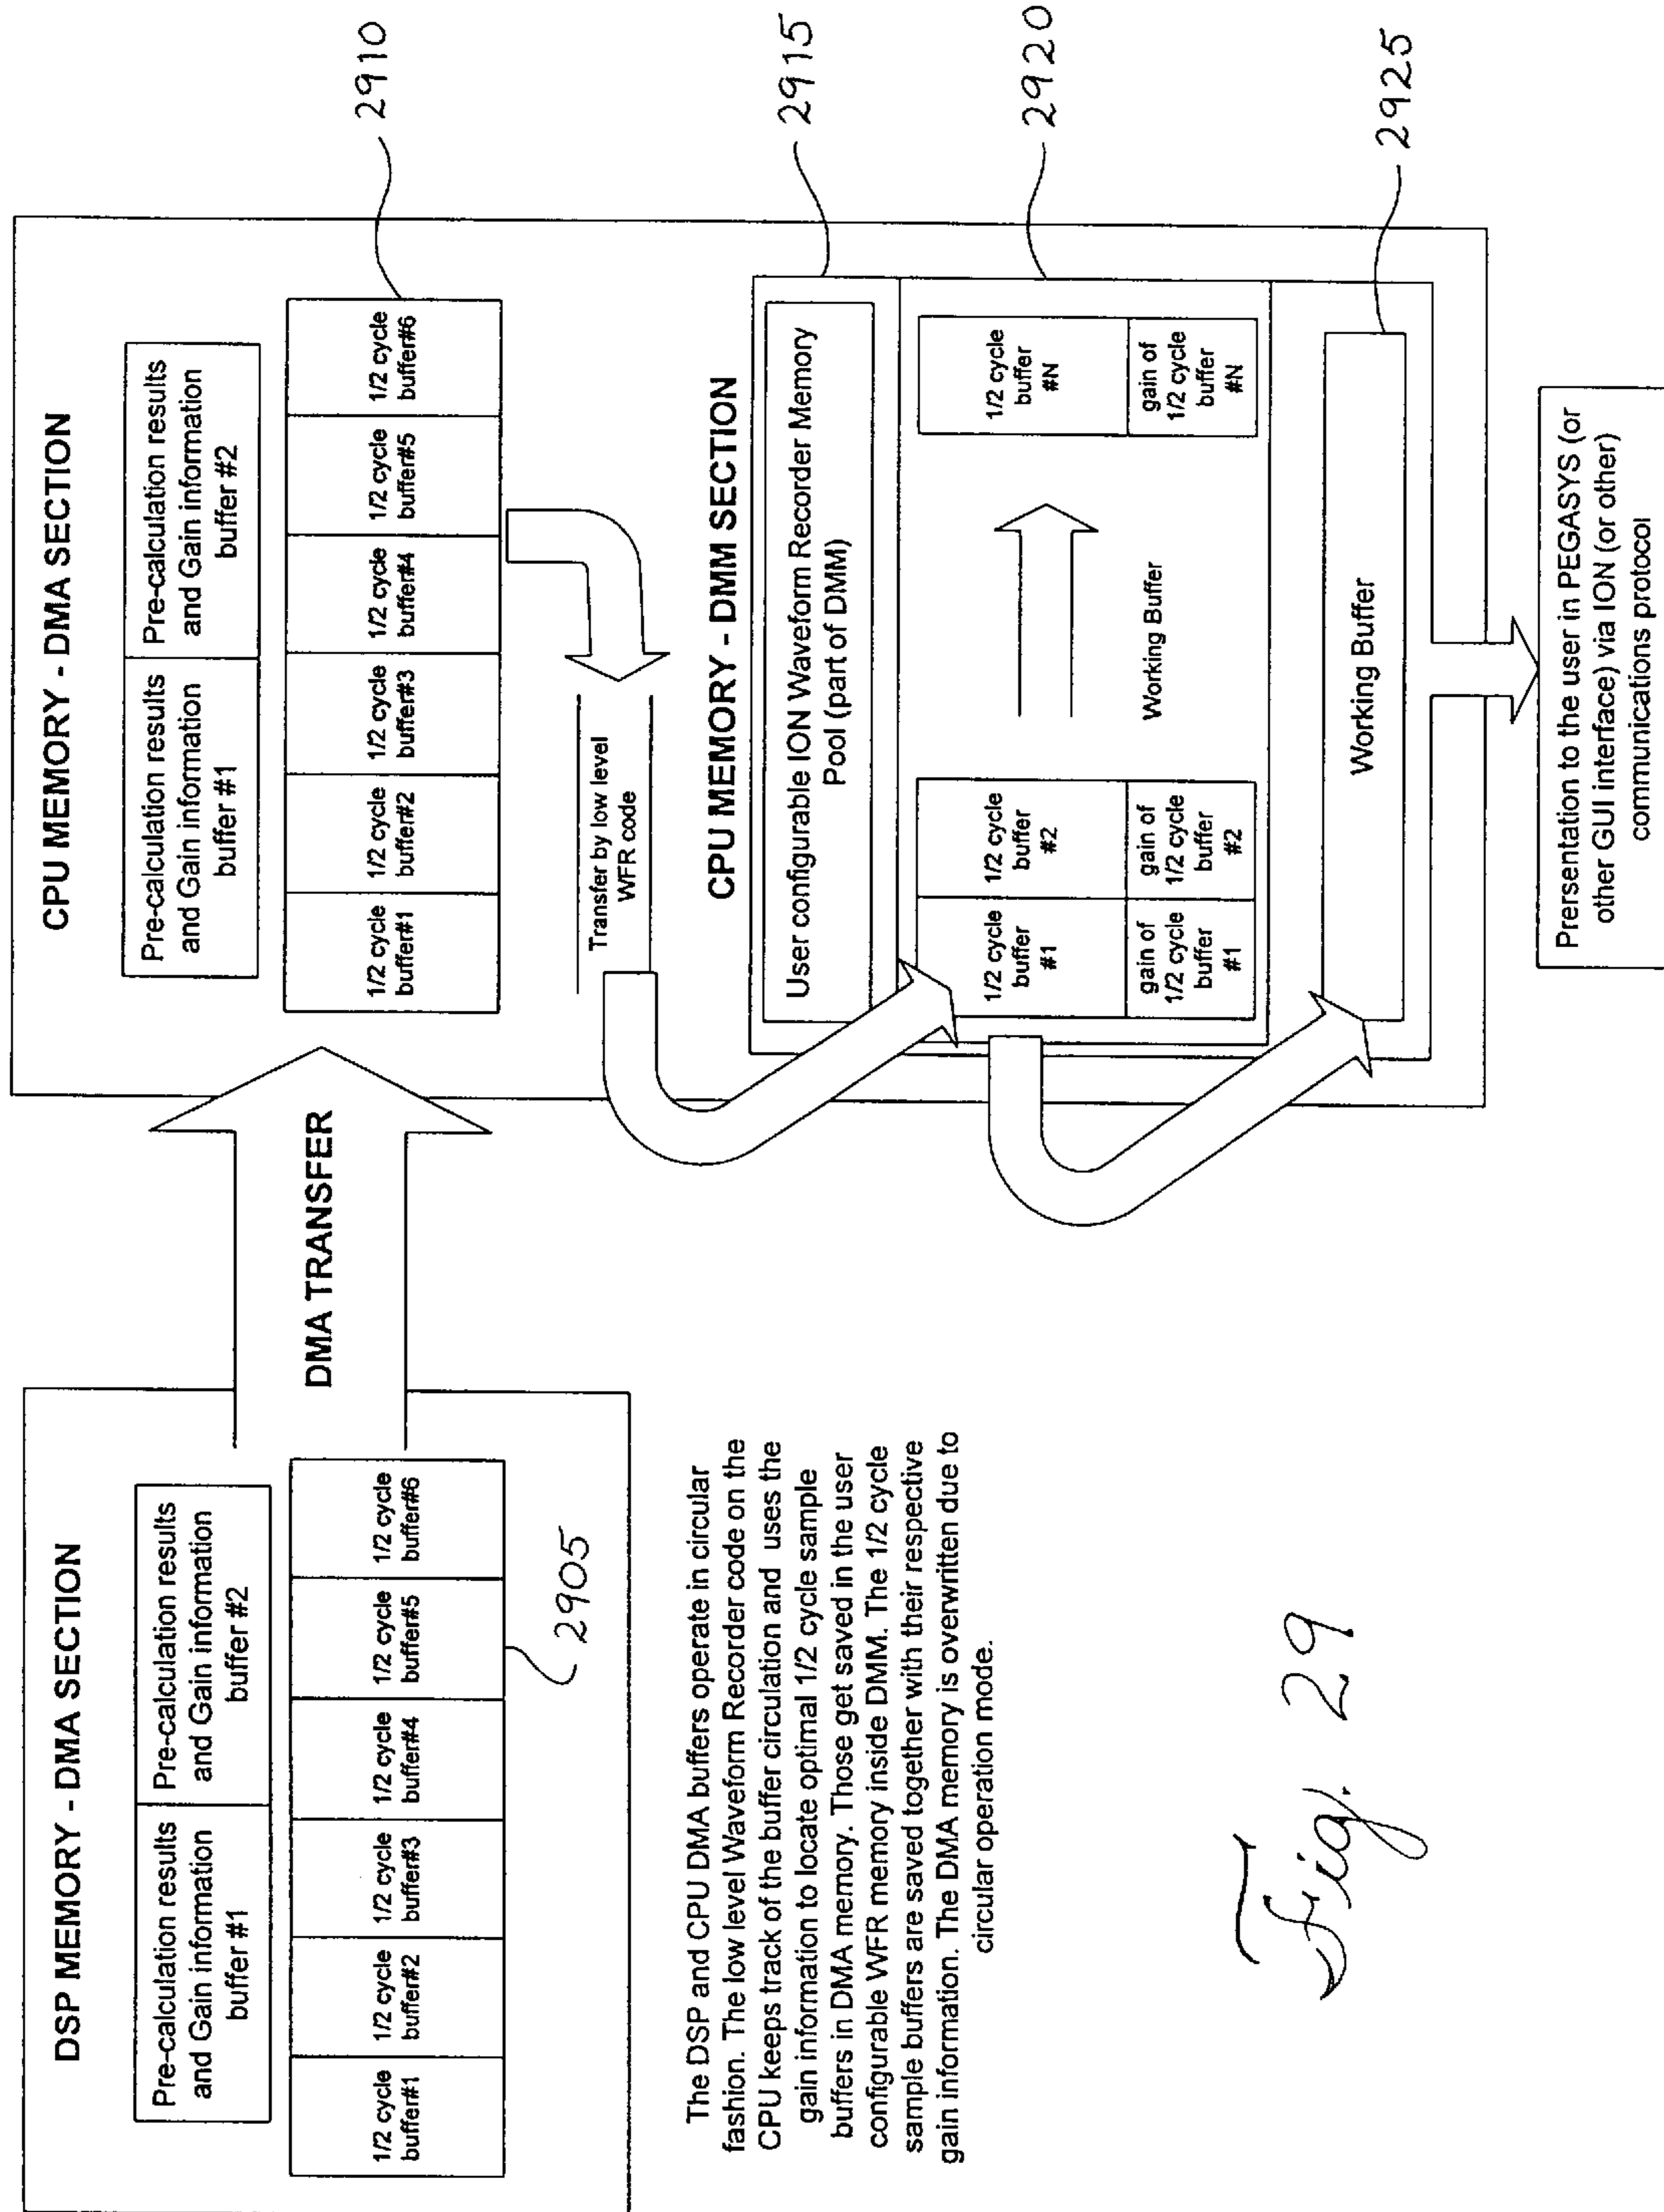 DSP MEMORY - DMA SECTION
Pre-calculation results
and Gain information
buffer #1
Pre-calculation results
and Gain information
buffer #2
1/2 cycle
buffer#1
1/2 cycle
buffer#2
1/2 cycle
buffer#3
1/2 cycle
buffer#4
1/2 cycle
buffer#5
1/2 cycle
buffer#6
2905
DMA TRANSFER
CPU MEMORY - DMA SECTION
Pre-calculation results
and Gain information
buffer #1
Pre-calculation results
and Gain information
buffer #2
1/2 cycle
buffer#1
1/2 cycle
buffer#2
1/2 cycle
buffer#3
1/2 cycle
buffer#4
1/2 cycle
buffer#5
1/2 cycle
buffer#6
2910
Transfer by low level
WFR code
CPU MEMORY - DMM SECTION
User configurable ION Waveform Recorder Memory
Pool (part of DMM)
2915
1/2 cycle
buffer
#1
1/2 cycle
buffer
#2
1/2 cycle
buffer
#N
gain of
1/2 cycle
buffer
#1
gain of
1/2 cycle
buffer
#2
gain of
1/2 cycle
buffer
#N
Working Buffer
2920
Working Buffer
2925
Prersentation to the user in PEGASYS (or
other GUI interface) via ION (or other)
communications protocol
The DSP and CPU DMA buffers operate in circular
fashion. The low level Waveform Recorder code on the
CPU keeps track of the buffer circulation and uses the
gain information to locate optimal 1/2 cycle sample
buffers in DMA memory. Those get saved in the user
configurable WFR memory inside DMM. The 1/2 cycle
sample buffers are saved together with their respective
gain information. The DMA memory is overwritten due to
circular operation mode.
Fig. 29